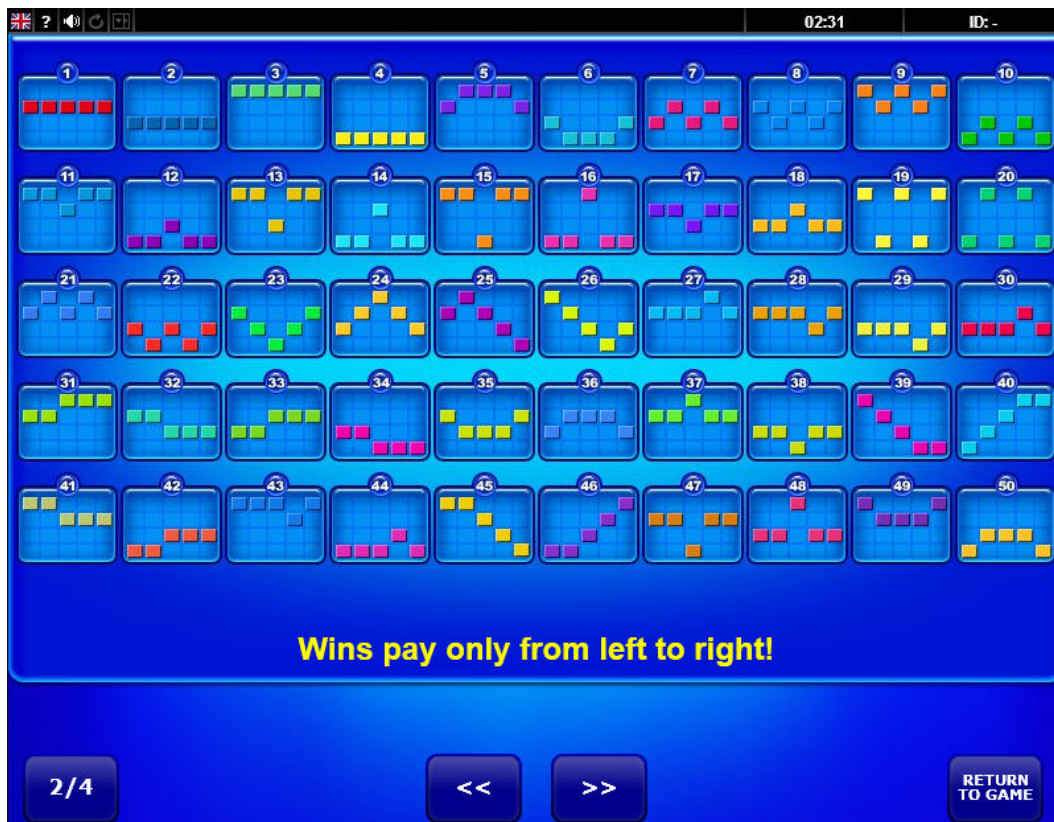 ? 02:31 ID: -
1 2 3 4 5 6 7 8 9 10
11 12 13 14 15 16 17 18 19 20
21 22 23 24 25 26 27 28 29 30
31 32 33 34 35 36 37 38 39 40
41 42 43 44 45 46 47 48 49 50
Wins pay only from left to right!
2/4 << >> RETURN
TO GAME